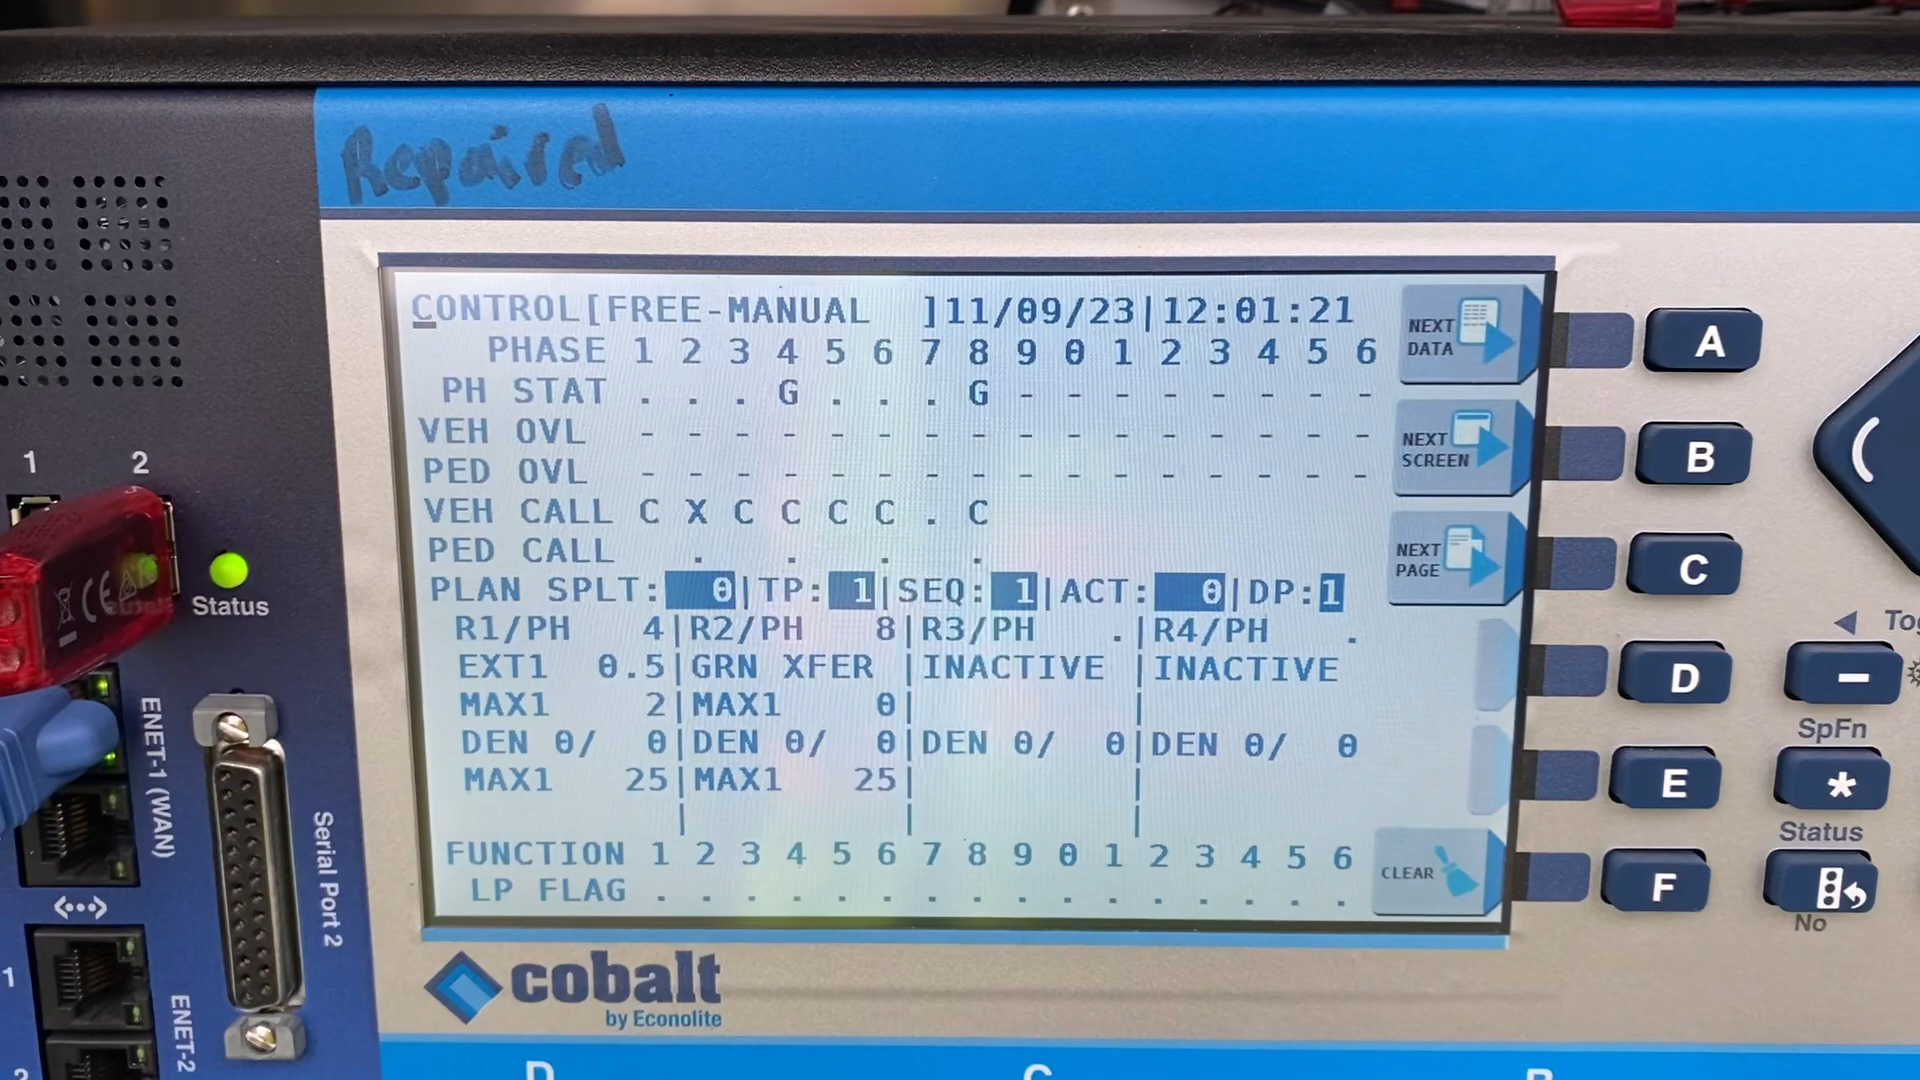 Repaired
CONTROL[FREE-MANUAL ]11/09/23|12:01:21
PHASE 1 2 3 4 5 6 7 8 9 0 1 2 3 4 5 6
PH STAT . . . G . . . G - - - - - - - -
VEH OVL - - - - - - - - - - - - - - - -
PED OVL - - - - - - - - - - - - - - - -
VEH CALL C X C C C C . C
PED CALL . . . .
PLAN SPLT: 0|TP: 1|SEQ: 1|ACT: 0|DP:1
R1/PH 4|R2/PH 8|R3/PH .|R4/PH .
EXT1 0.5|GRN XFER |INACTIVE |INACTIVE
MAX1 2|MAX1 0| |
DEN 0/ 0|DEN 0/ 0|DEN 0/ 0|DEN 0/ 0
MAX1 25|MAX1 25| |
| | |
FUNCTION 1 2 3 4 5 6 7 8 9 0 1 2 3 4 5 6
LP FLAG . . . . . . . . . . . . . . . .
NEXT DATA
NEXT SCREEN
NEXT PAGE
CLEAR
A
B
C
D
E
F
SpFn
*
Status
No
1 2
CE
Status
ENET-1 (WAN)
Serial Port 2
1
ENET-2
2
cobalt
by Econolite